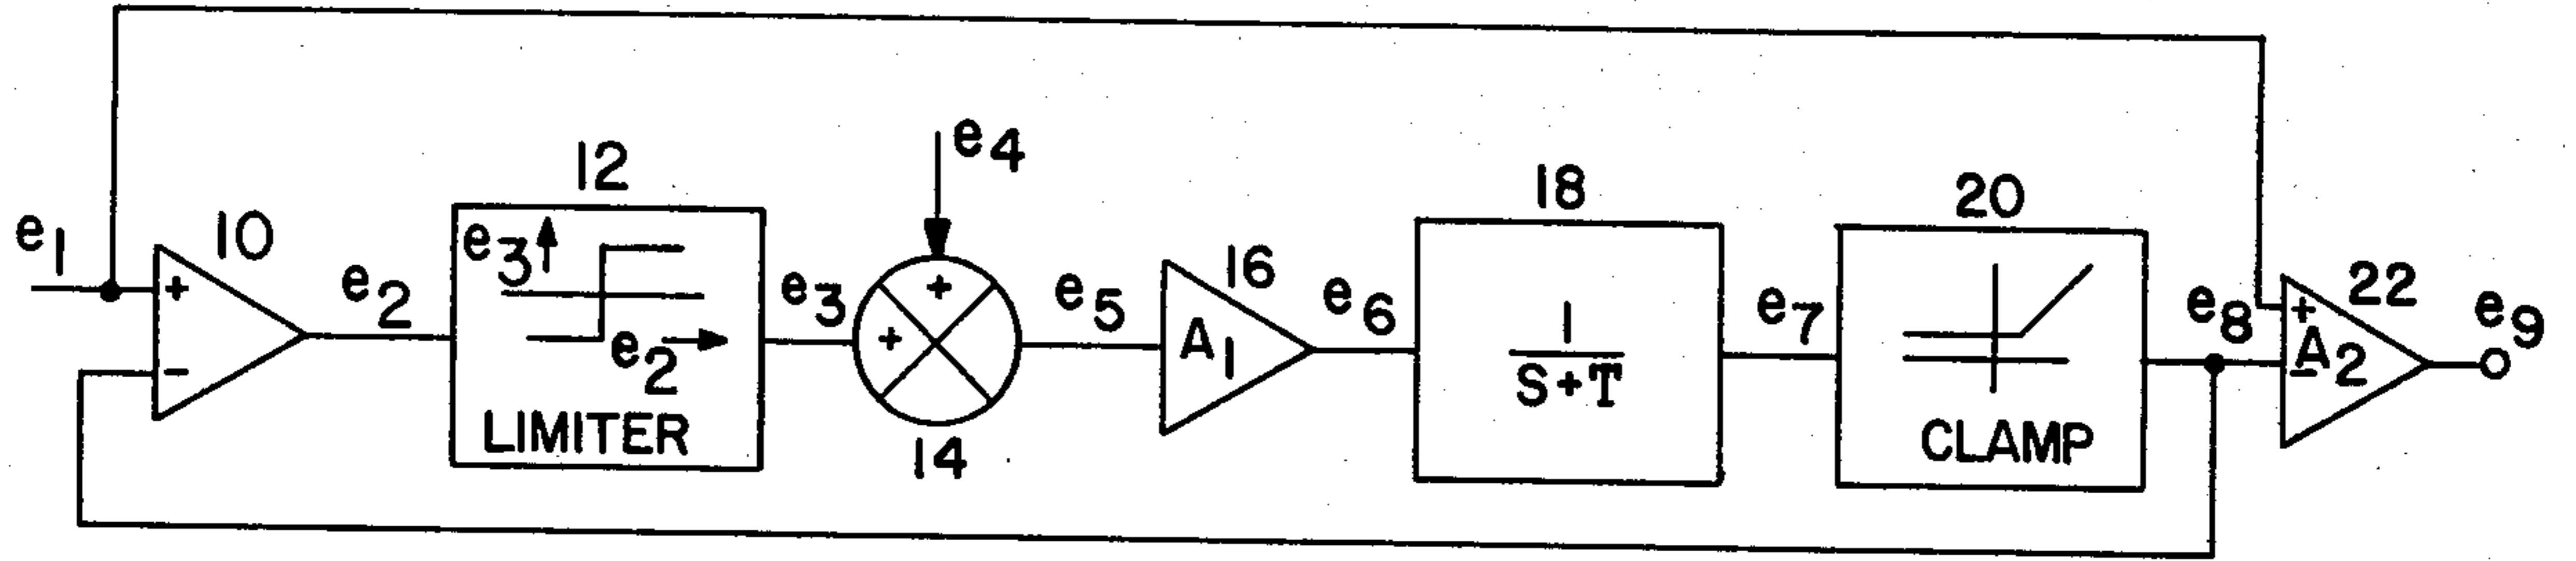 e1
+
-
10
e2
12
e3
e2
LIMITER
e3
e4
+
+
14
e5
16
A1
e6
18
1
S+T
e7
20
CLAMP
e8
22
+
-
A2
e9